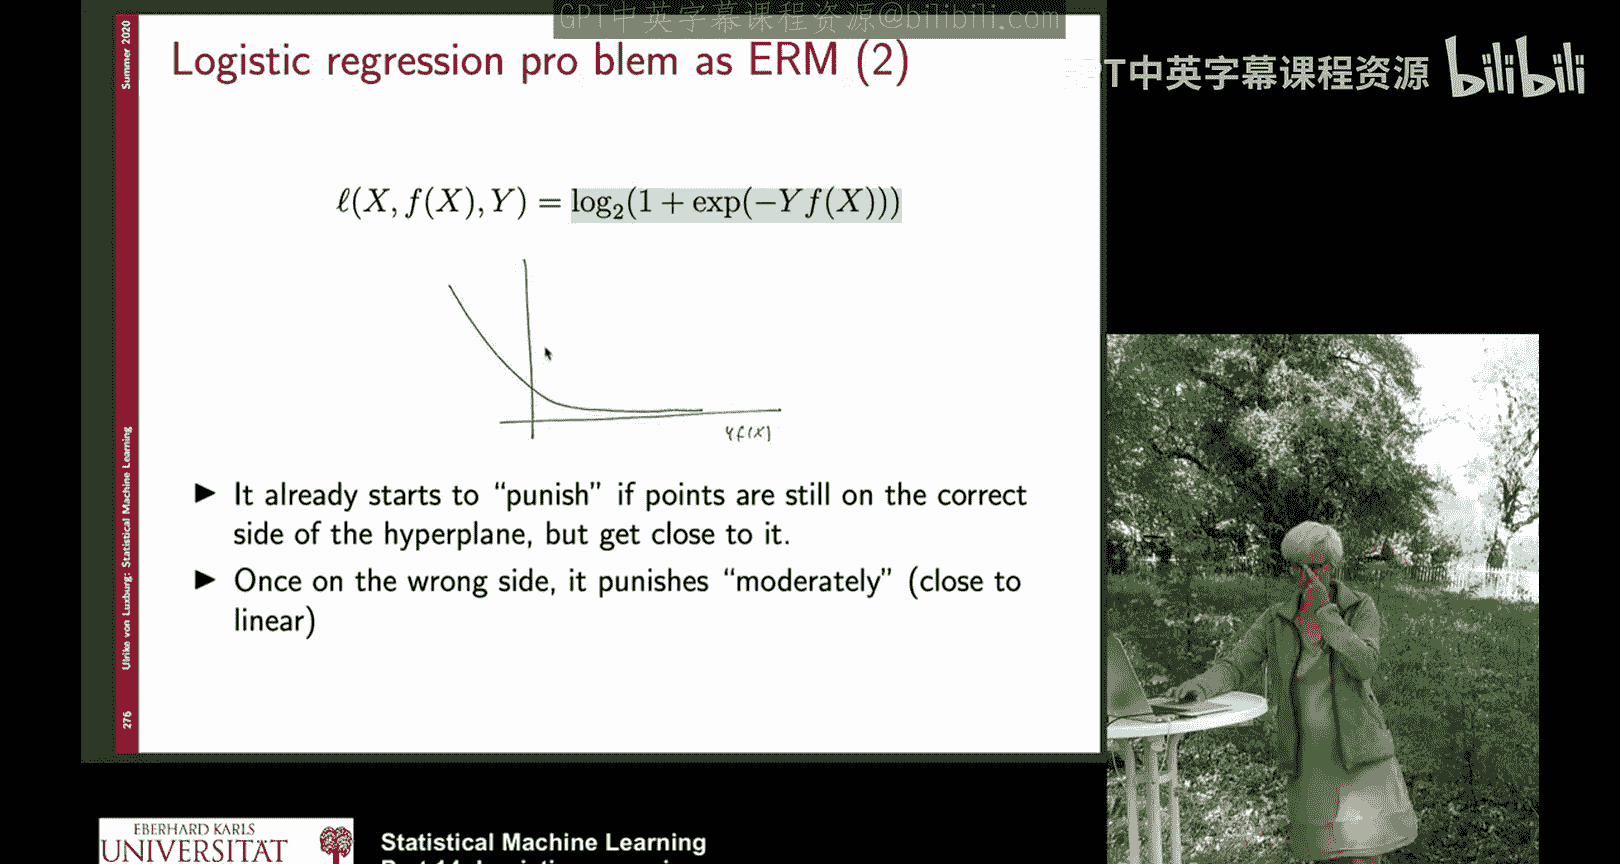 GPT中英字幕课程资源@bilibili.com
T中英字幕课程资源 bilibili
Summer 2020
Logistic regression pro blem as ERM (2)
ℓ(X, f(X), Y) = log₂(1 + exp(−Y f(X)))
Yf(X)
► It already starts to “punish” if points are still on the correct
side of the hyperplane, but get close to it.
► Once on the wrong side, it punishes “moderately” (close to
linear)
Ulrike von Luxburg: Statistical Machine Learning
276
EBERHARD KARLS
UNIVERSITÄT
Statistical Machine Learning